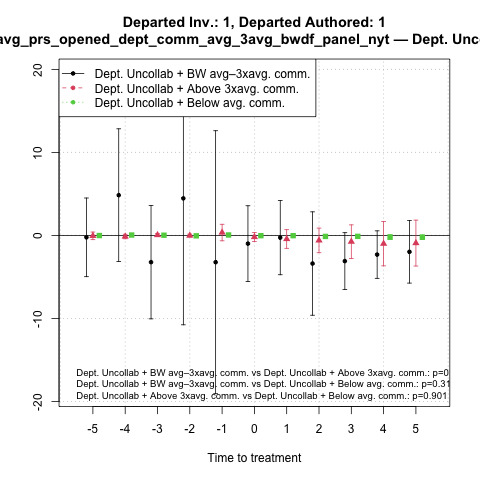 Departed Inv.: 1, Departed Authored: 1
avg_prs_opened_dept_comm_avg_3avg_bwdf_panel_nyt — Dept.
Dept. Uncollab + BW avg–3xavg. comm.
Dept. Uncollab + Above 3xavg. comm.
Dept. Uncollab + Below avg. comm.
20
10
0
-10
-20
Dept. Uncollab + BW avg–3xavg. comm. vs Dept. Uncollab + Above 3xavg. comm.: p=0
Dept. Uncollab + BW avg–3xavg. comm. vs Dept. Uncollab + Below avg. comm.: p=0.31
Dept. Uncollab + Above 3xavg. comm. vs Dept. Uncollab + Below avg. comm.: p=0.901
-5 -4 -3 -2 -1 0 1 2 3 4 5
Time to treatment